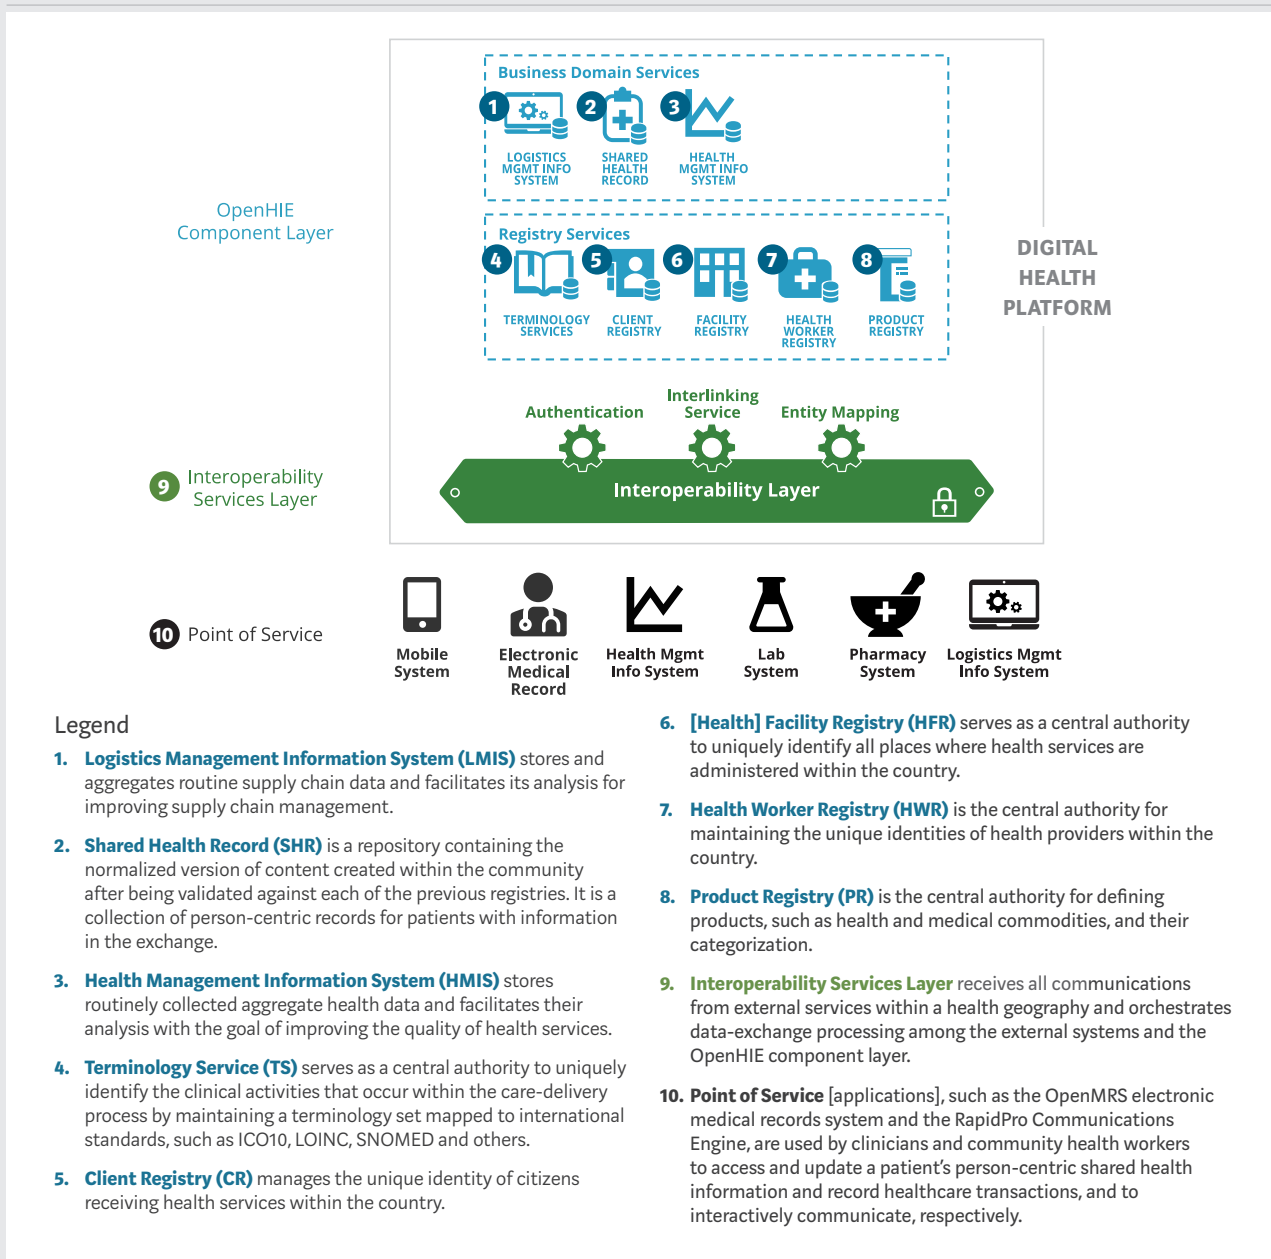 Business Domain Services
1
2
3
LOGISTICS
MGMT INFO
SYSTEM
SHARED
HEALTH
RECORD
HEALTH
MGMT INFO
SYSTEM
OpenHIE
Component Layer
Registry Services
4
5
6
7
8
TERMINOLOGY
SERVICES
CLIENT
REGISTRY
FACILITY
REGISTRY
HEALTH
WORKER
REGISTRY
PRODUCT
REGISTRY
DIGITAL
HEALTH
PLATFORM
Authentication
Interlinking
Service
Entity Mapping
9 Interoperability
Services Layer
Interoperability Layer
10 Point of Service
Mobile
System
Electronic
Medical
Record
Health Mgmt
Info System
Lab
System
Pharmacy
System
Logistics Mgmt
Info System
Legend
1. Logistics Management Information System (LMIS) stores and
aggregates routine supply chain data and facilitates its analysis for
improving supply chain management.
2. Shared Health Record (SHR) is a repository containing the
normalized version of content created within the community
after being validated against each of the previous registries. It is a
collection of person-centric records for patients with information
in the exchange.
3. Health Management Information System (HMIS) stores
routinely collected aggregate health data and facilitates their
analysis with the goal of improving the quality of health services.
4. Terminology Service (TS) serves as a central authority to uniquely
identify the clinical activities that occur within the care-delivery
process by maintaining a terminology set mapped to international
standards, such as ICO10, LOINC, SNOMED and others.
5. Client Registry (CR) manages the unique identity of citizens
receiving health services within the country.
6. [Health] Facility Registry (HFR) serves as a central authority
to uniquely identify all places where health services are
administered within the country.
7. Health Worker Registry (HWR) is the central authority for
maintaining the unique identities of health providers within the
country.
8. Product Registry (PR) is the central authority for defining
products, such as health and medical commodities, and their
categorization.
9. Interoperability Services Layer receives all communications
from external services within a health geography and orchestrates
data-exchange processing among the external systems and the
OpenHIE component layer.
10. Point of Service [applications], such as the OpenMRS electronic
medical records system and the RapidPro Communications
Engine, are used by clinicians and community health workers
to access and update a patient's person-centric shared health
information and record healthcare transactions, and to
interactively communicate, respectively.